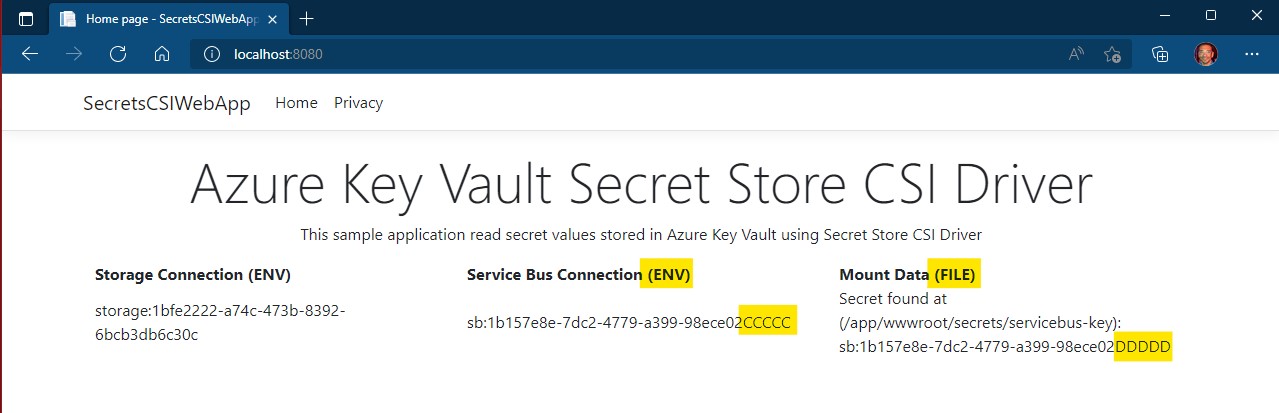 Home page - SecretsCSIWebApp
localhost:8080
SecretsCSIWebApp Home Privacy
Azure Key Vault Secret Store CSI Driver
This sample application read secret values stored in Azure Key Vault using Secret Store CSI Driver
Storage Connection (ENV)
storage:1bfe2222-a74c-473b-8392-
6bcb3db6c30c
Service Bus Connection (ENV)
sb:1b157e8e-7dc2-4779-a399-98ece02CCCCC
Mount Data (FILE)
Secret found at
(/app/wwwroot/secrets/servicebus-key):
sb:1b157e8e-7dc2-4779-a399-98ece02DDDDD